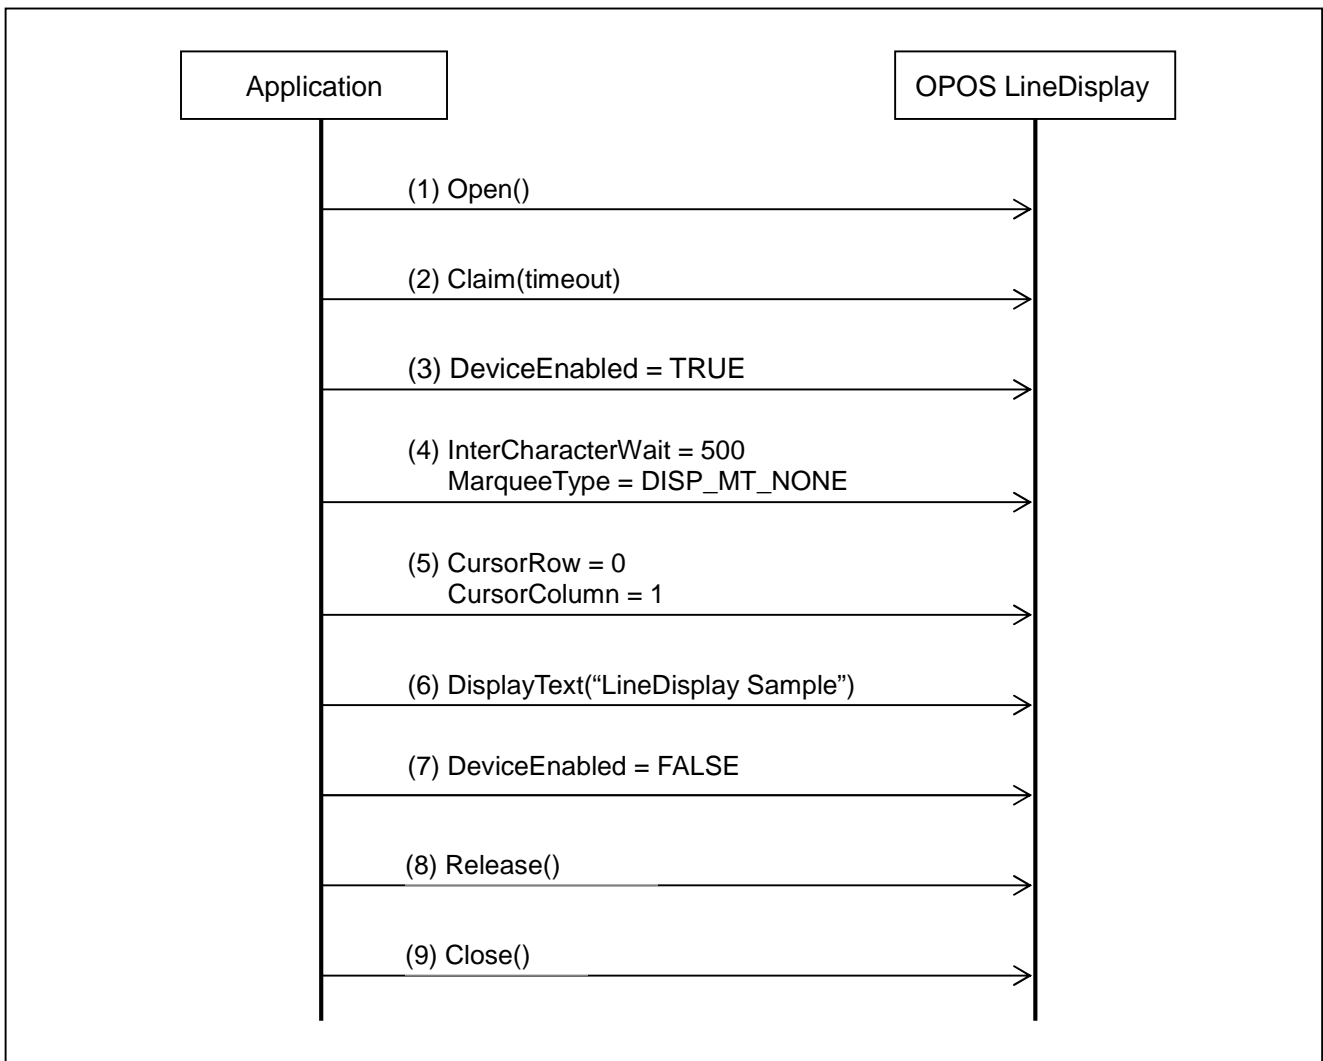 Application
OPOS LineDisplay
(1) Open()
(2) Claim(timeout)
(3) DeviceEnabled = TRUE
(4) InterCharacterWait = 500
MarqueeType = DISP_MT_NONE
(5) CursorRow = 0
CursorColumn = 1
(6) DisplayText(“LineDisplay Sample”)
(7) DeviceEnabled = FALSE
(8) Release()
(9) Close()